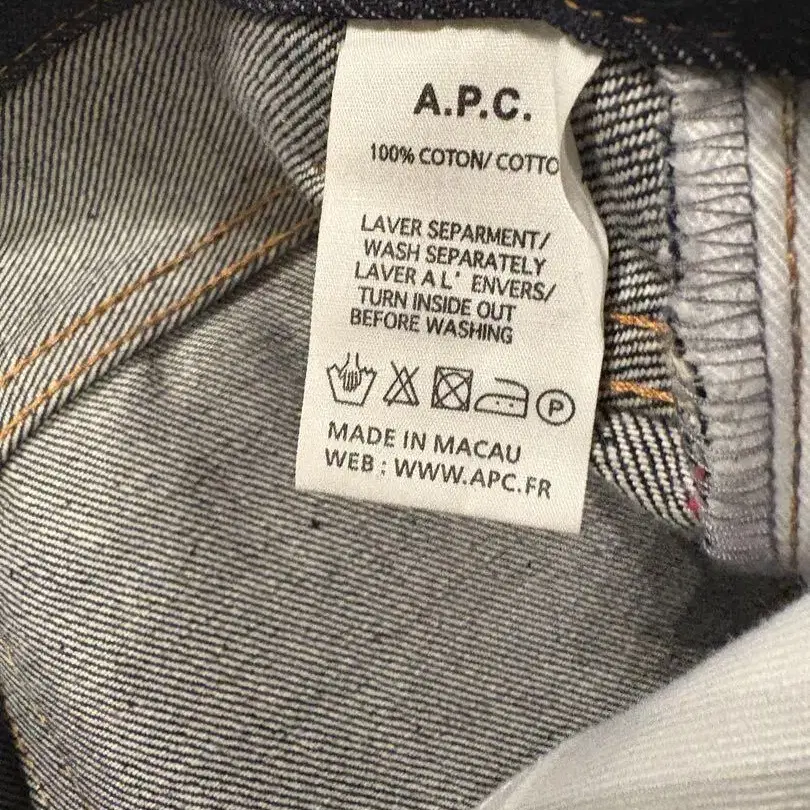 A.P.C.
100% COTON/ COTTO
LAVER SEPARMENT/
WASH SEPARATELY
LAVER A L' ENVERS/
TURN INSIDE OUT
BEFORE WASHING
P
MADE IN MACAU
WEB : WWW.APC.FR